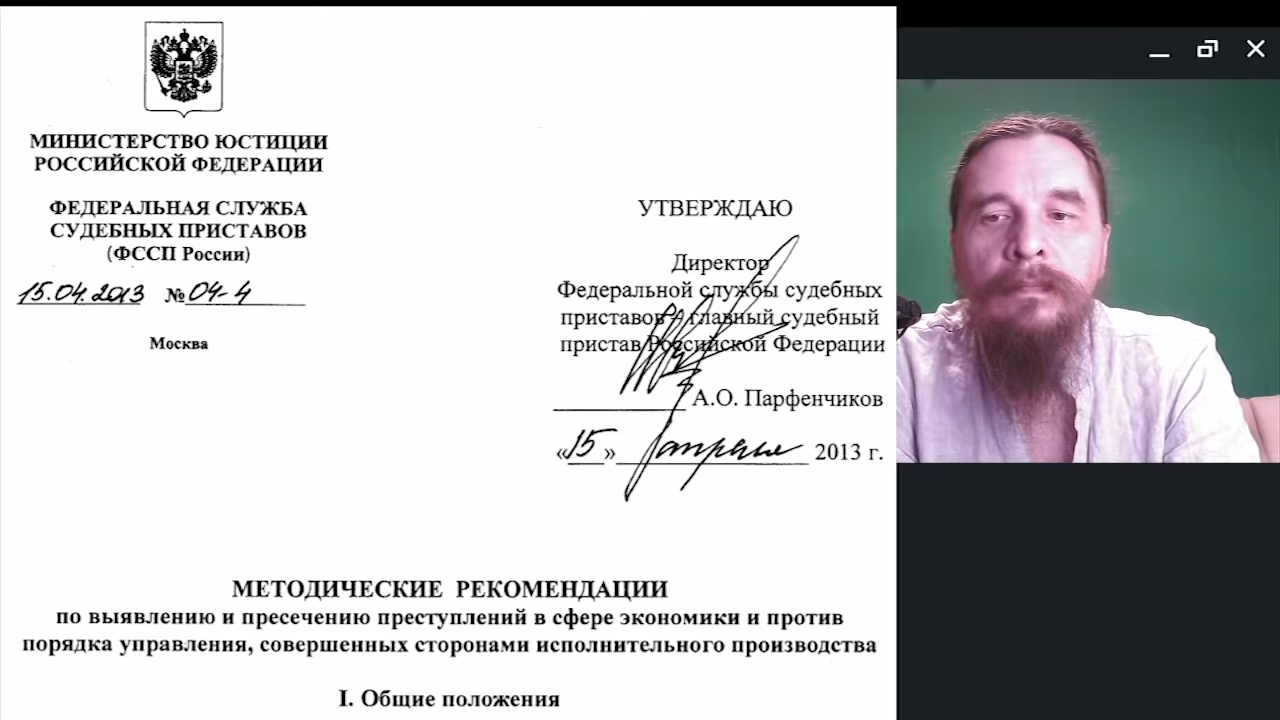 МИНИСТЕРСТВО ЮСТИЦИИ
РОССИЙСКОЙ ФЕДЕРАЦИИ
ФЕДЕРАЛЬНАЯ СЛУЖБА
СУДЕБНЫХ ПРИСТАВОВ
(ФССП России)
15.04.2013 № 04-4
Москва
УТВЕРЖДАЮ
Директор
Федеральной службы судебных
приставов – главный судебный
пристав Российской Федерации
А.О. Парфенчиков
«15» апреля 2013 г.
МЕТОДИЧЕСКИЕ РЕКОМЕНДАЦИИ
по выявлению и пресечению преступлений в сфере экономики и против
порядка управления, совершенных сторонами исполнительного производства
I. Общие положения